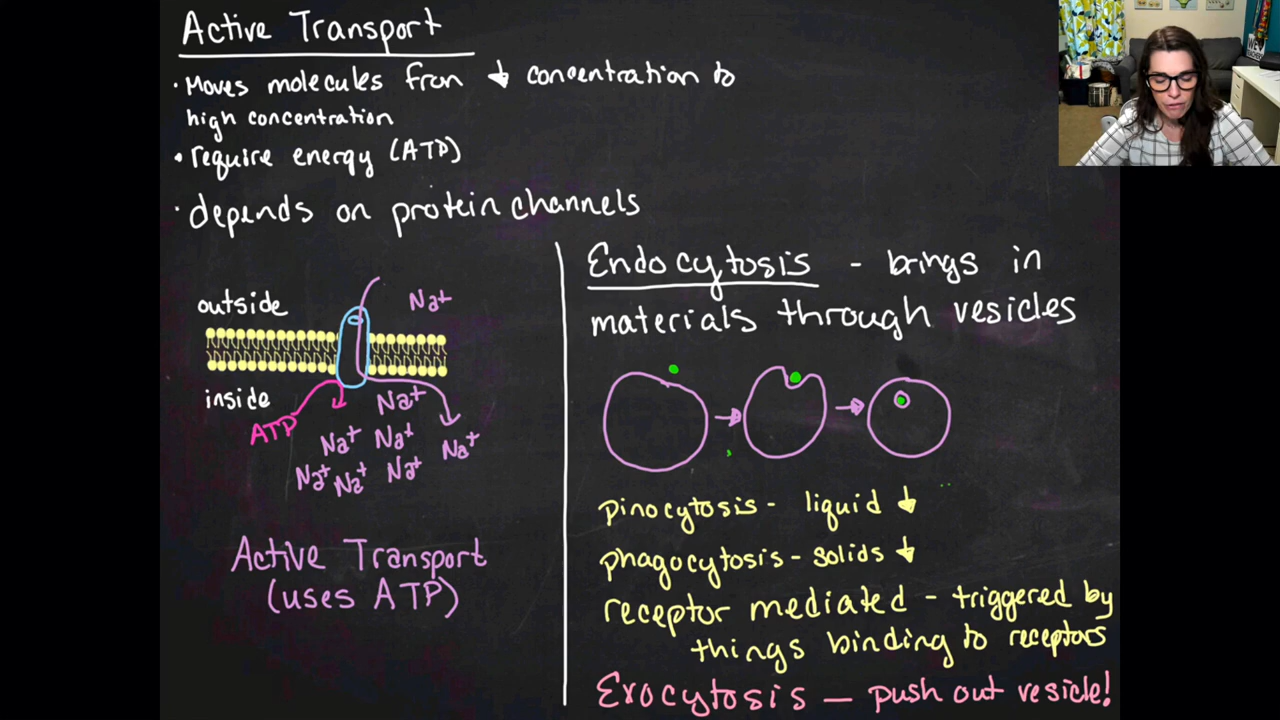 Active Transport
• Moves molecules from ↓ concentration to
high concentration
• require energy (ATP)
• depends on protein channels
outside
Na+
inside
ATP
Na+
Na+ Na+ Na+
Na+ Na+ Na+
Active Transport
(uses ATP)
Endocytosis - brings in
materials through vesicles
pinocytosis - liquid ↓
phagocytosis - solids ↓
receptor mediated - triggered by
things binding to receptors
Exocytosis — push out vesicle!